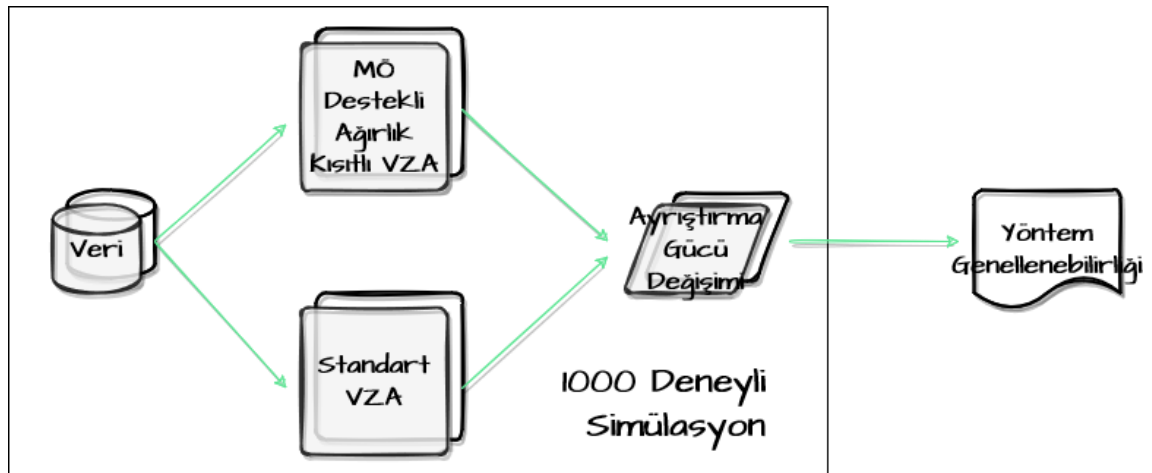 MÖ
Destekli
Ağırlık
Kısıtlı VZA
Veri
Standart
VZA
Ayrıştırma
Gücü
Değişimi
1000 Deneyli
Simülasyon
Yöntem
Genellenebilirliği